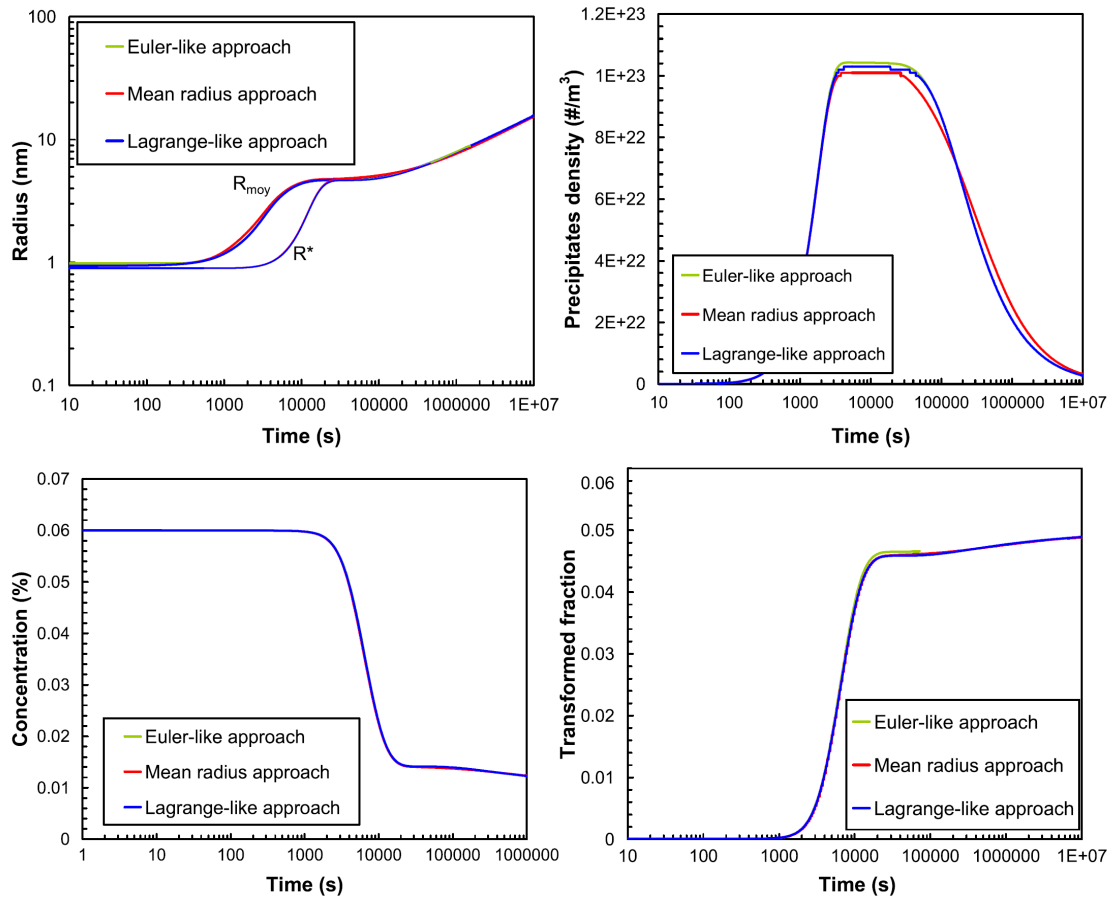 100
10
1
0.1
Radius (nm)
Euler-like approach
Mean radius approach
Lagrange-like approach
Rmoy
R*
10
100
1000
10000
100000
1000000
1E+07
Time (s)
1.2E+23
1E+23
8E+22
6E+22
4E+22
2E+22
0
Precipitates density (#/m³)
Euler-like approach
Mean radius approach
Lagrange-like approach
10
100
1000
10000
100000
1000000
1E+07
Time (s)
0.07
0.06
0.05
0.04
0.03
0.02
0.01
0
Concentration (%)
Euler-like approach
Mean radius approach
Lagrange-like approach
1
10
100
1000
10000
100000
1000000
Time (s)
0.06
0.05
0.04
0.03
0.02
0.01
0
Transformed fraction
Euler-like approach
Mean radius approach
Lagrange-like approach
10
100
1000
10000
100000
1000000
1E+07
Time (s)